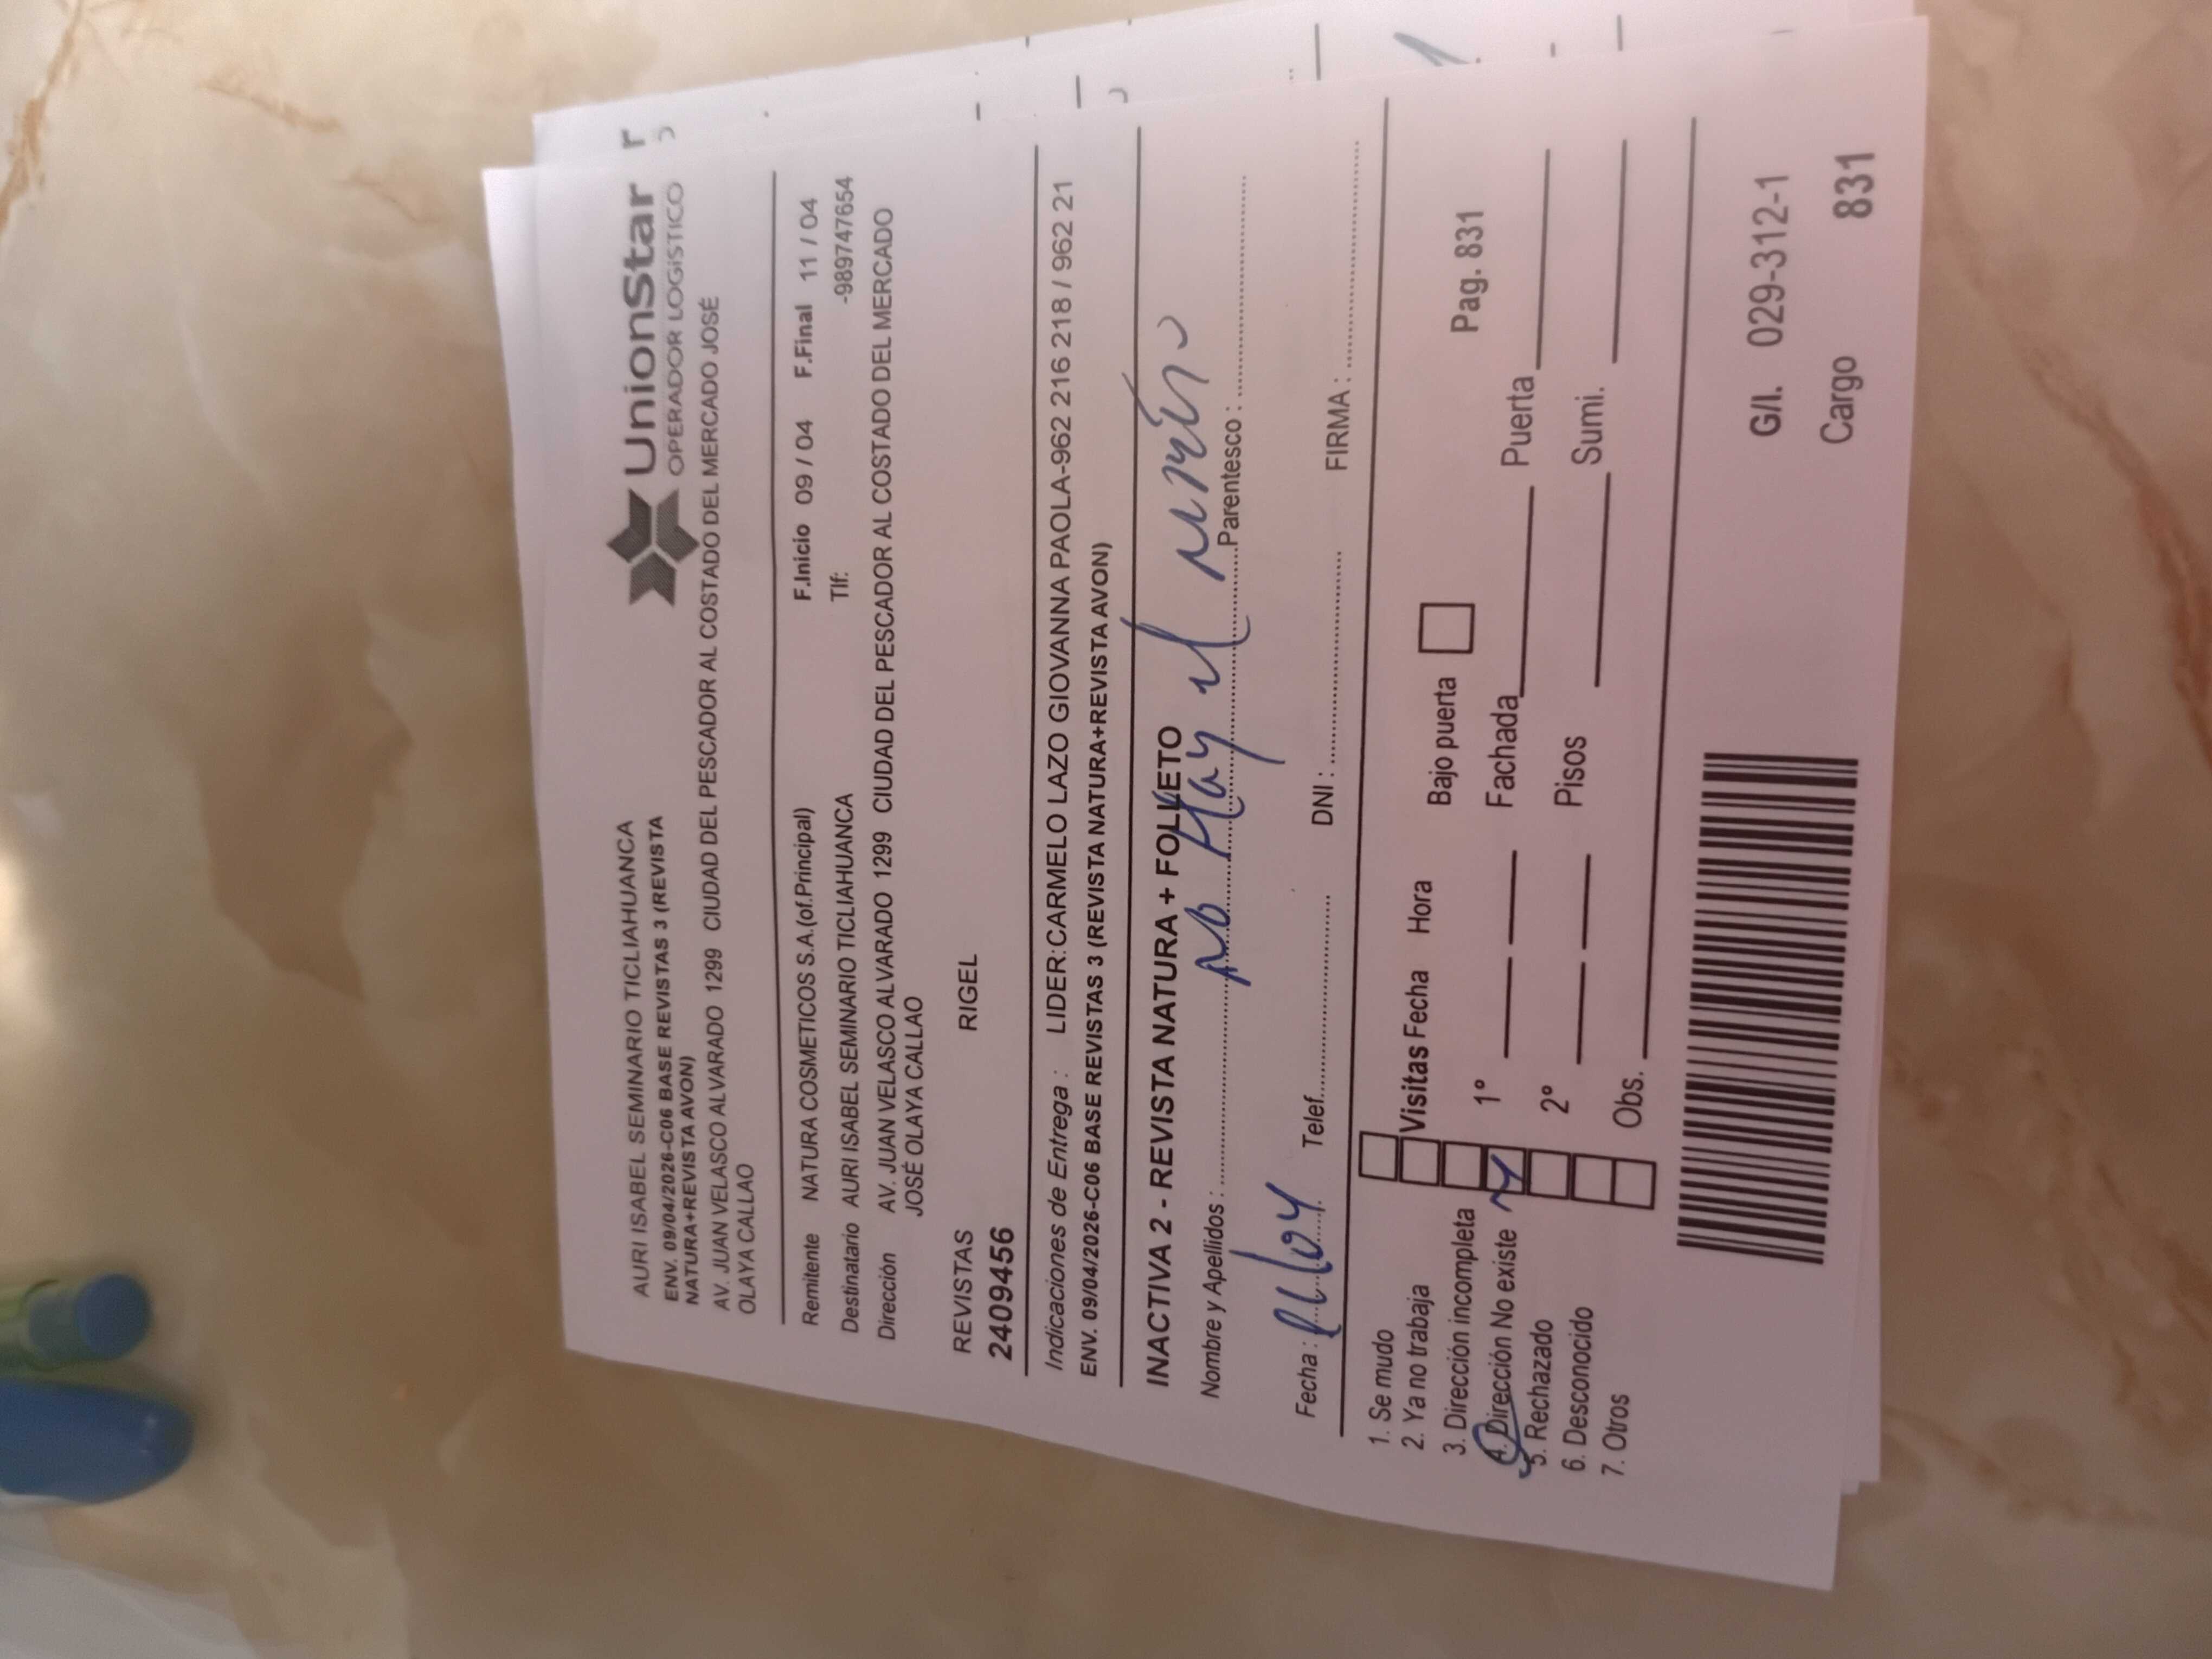 UnionStar
OPERADOR LOGíSTICO
AURI ISABEL SEMINARIO TICLIAHUANCA
ENV. 09/04/2026-C06 BASE REVISTAS 3 (REVISTA
NATURA+REVISTA AVON)
AV. JUAN VELASCO ALVARADO 1299 CIUDAD DEL PESCADOR AL COSTADO DEL MERCADO JOSÉ
OLAYA CALLAO
Remitente NATURA COSMETICOS S.A.(of.Principal) F.Inicio 09 / 04 F.Final 11 / 04
Destinatario AURI ISABEL SEMINARIO TICLIAHUANCA Tlf: -989747654
Dirección AV. JUAN VELASCO ALVARADO 1299 CIUDAD DEL PESCADOR AL COSTADO DEL MERCADO
JOSÉ OLAYA CALLAO
REVISTAS RIGEL
2409456
Indicaciones de Entrega : LIDER:CARMELO LAZO GIOVANNA PAOLA-962 216 218 / 962 21
ENV. 09/04/2026-C06 BASE REVISTAS 3 (REVISTA NATURA+REVISTA AVON)
INACTIVA 2 - REVISTA NATURA + FOLLETO
Nombre y Apellidos : No Hay el Parentesco :
Fecha : Telef. DNI : FIRMA :
1. Se mudo
2. Ya no trabaja Visitas Fecha Hora Bajo puerta
3. Dirección incompleta
4. Dirección No existe 1° Fachada Puerta Pag. 831
5. Rechazado
6. Desconocido 2° Pisos Sumi.
7. Otros Obs.
G/I. 029-312-1
Cargo 831